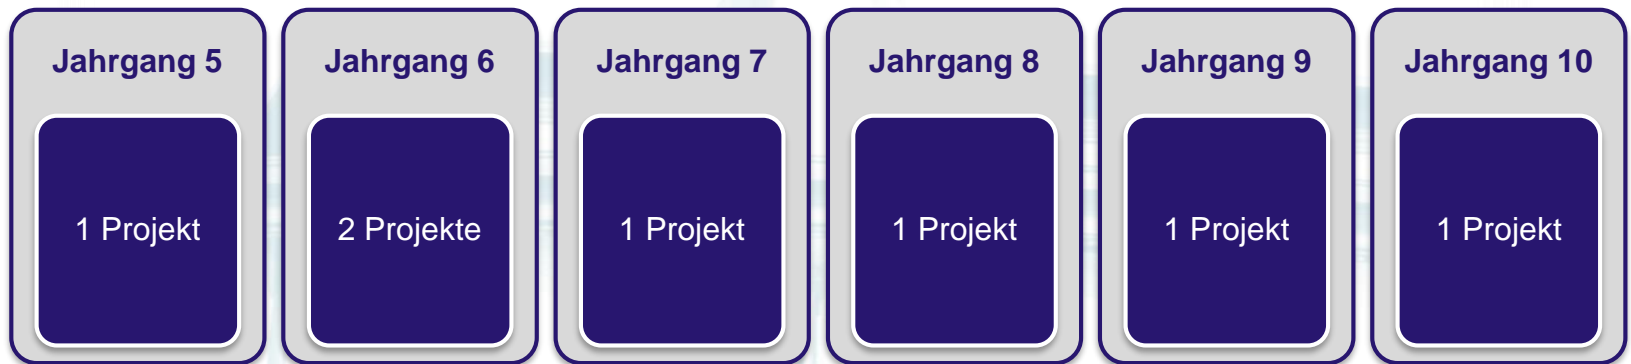 Jahrgang 5
1 Projekt
Jahrgang 6
2 Projekte
Jahrgang 7
1 Projekt
Jahrgang 8
1 Projekt
Jahrgang 9
1 Projekt
Jahrgang 10
1 Projekt